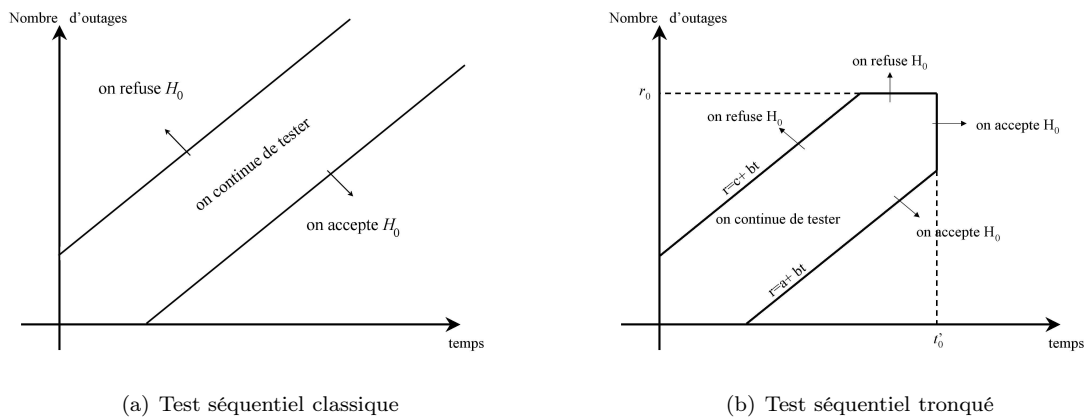 Nombre d'outages
on refuse H0
on continue de tester
on accepte H0
temps
(a) Test séquentiel classique
Nombre d'outages
on refuse H0
r0
on refuse H0
on accepte H0
r=c+ bt
on continue de tester
on accepte H0
r=a+ bt
t'0
temps
(b) Test séquentiel tronqué